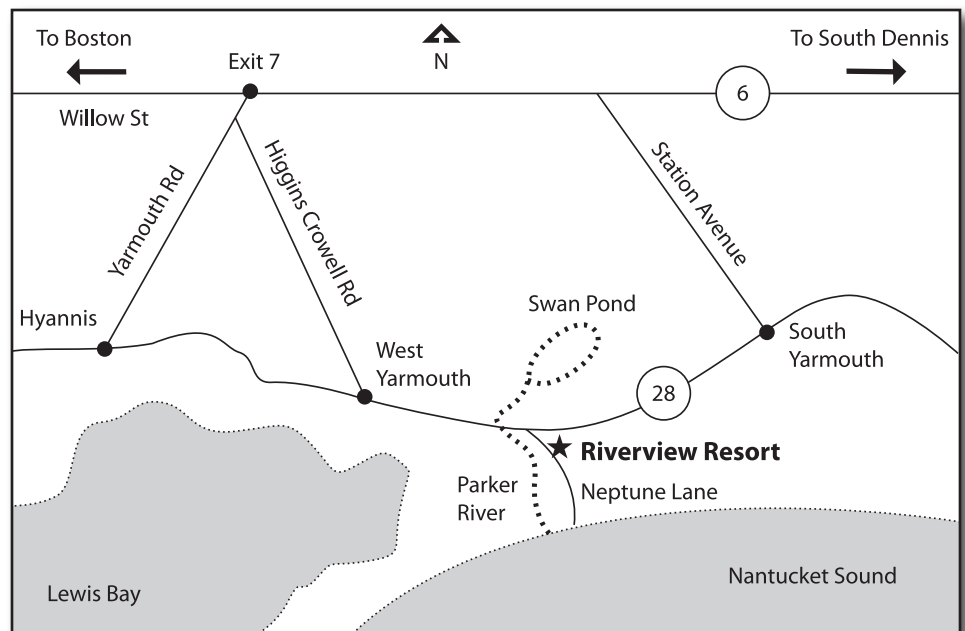 To Boston
N
To South Dennis
Exit 7
6
Willow St
Yarmouth Rd
Higgins Crowell Rd
Station Avenue
Swan Pond
Hyannis
West
Yarmouth
South
Yarmouth
28
Riverview Resort
Parker
River
Neptune Lane
Nantucket Sound
Lewis Bay